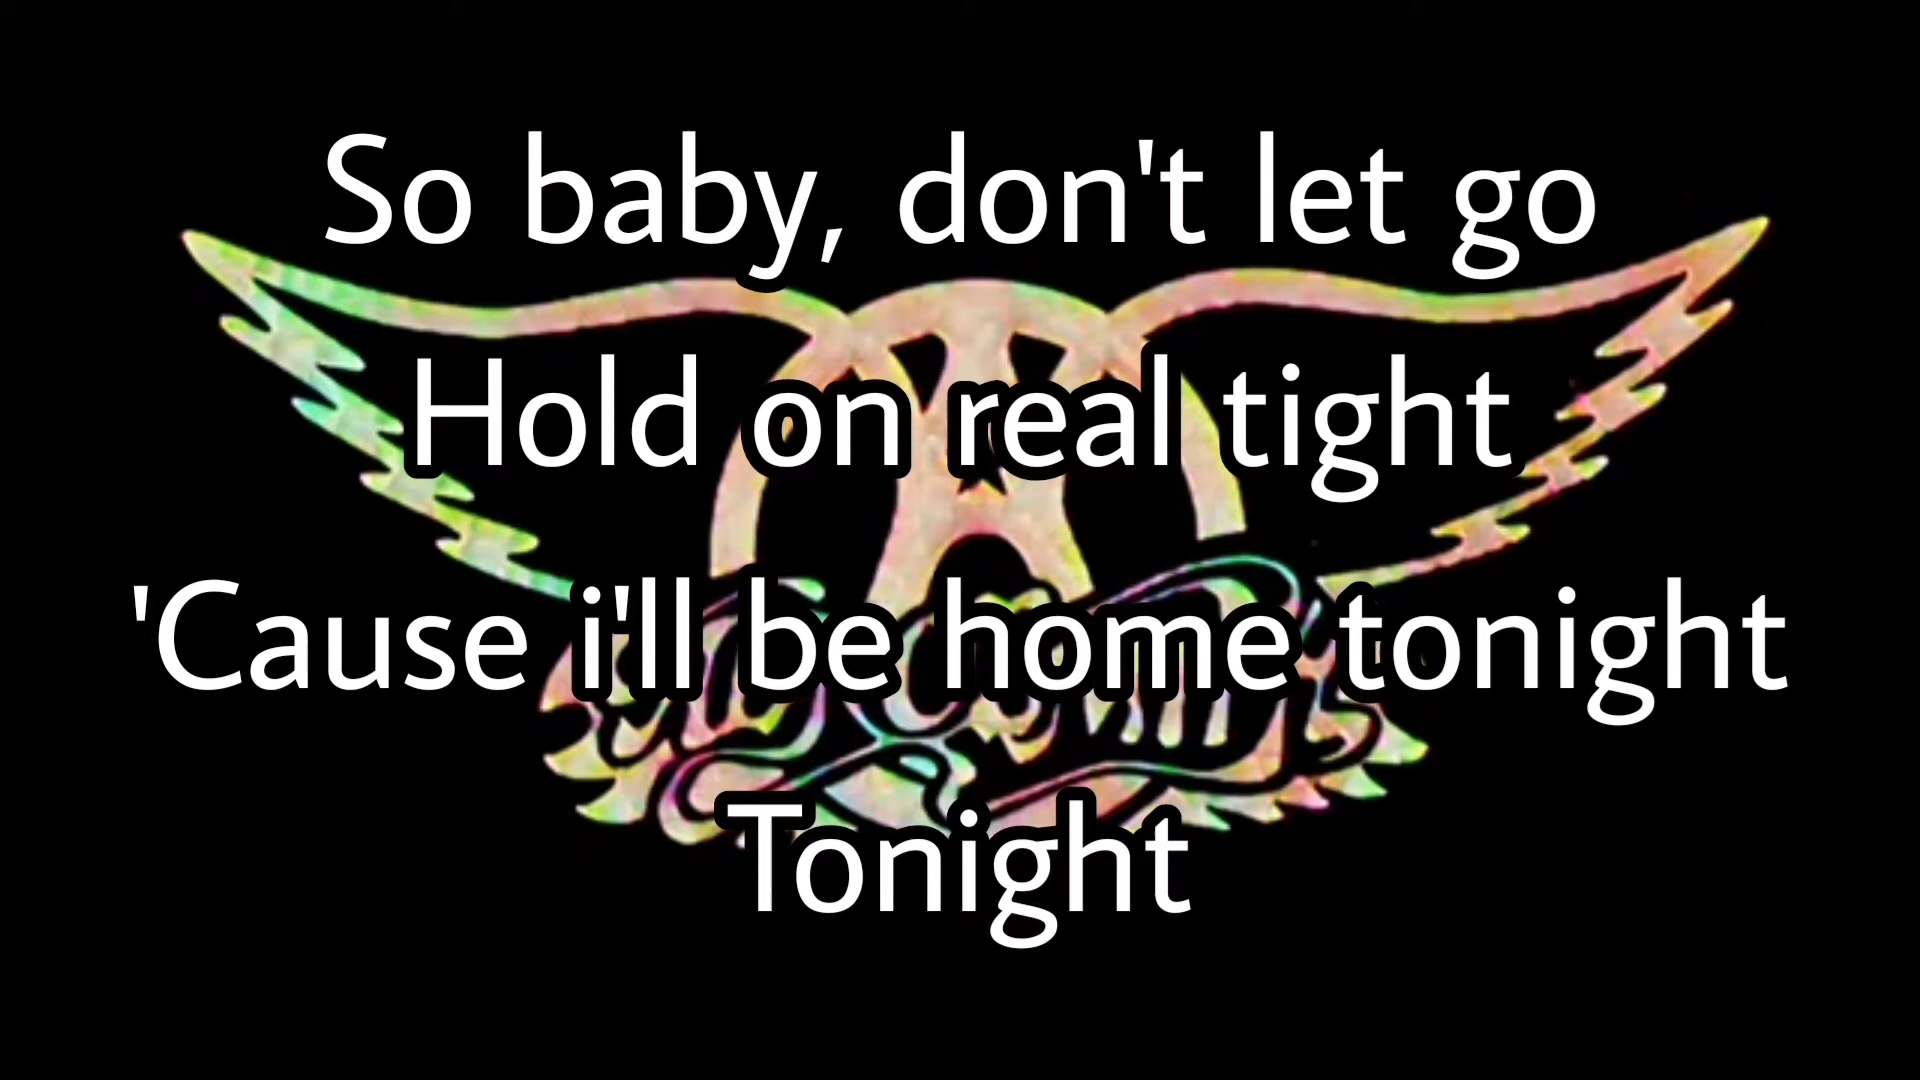 So baby, don't let go
Hold on real tight
'Cause i'll be home tonight
Tonight